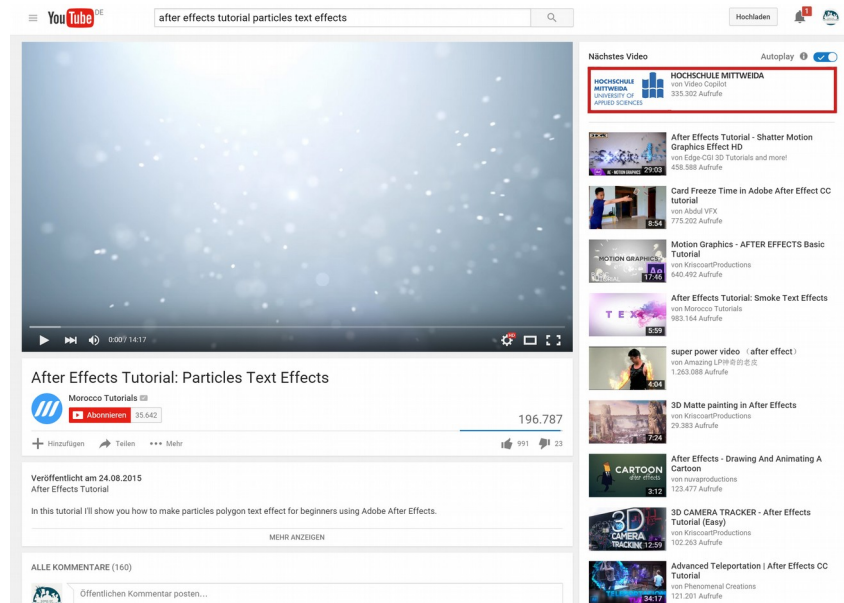 YouTube DE
after effects tutorial particles text effects
Hochladen
1
Nächstes Video
Autoplay
HOCHSCHULE
MITTWEIDA
UNIVERSITY OF
APPLIED SCIENCES
HOCHSCHULE MITTWEIDA
von Video Copilot
335.302 Aufrufe
After Effects Tutorial - Shatter Motion
Graphics Effect HD
von Edge-CGI 3D Tutorials and more!
458.588 Aufrufe
29:03
Card Freeze Time in Adobe After Effect CC
tutorial
von Abdul VFX
775.202 Aufrufe
8:54
MOTION GRAPHICS
Ae
17:46
Motion Graphics - AFTER EFFECTS Basic
Tutorial
von KriscoartProductions
640.492 Aufrufe
TEX
5:59
After Effects Tutorial: Smoke Text Effects
von Morocco Tutorials
983.164 Aufrufe
4:04
super power video （after effect）
von Amazing LP神奇的老皮
1.263.088 Aufrufe
7:24
3D Matte painting in After Effects
von KriscoartProductions
29.383 Aufrufe
CARTOON
after effects
3:12
After Effects - Drawing And Animating A
Cartoon
von nuvaproductions
123.477 Aufrufe
3D
CAMERA
TRACKING
12:59
3D CAMERA TRACKER - After Effects
Tutorial (Easy)
von KriscoartProductions
102.263 Aufrufe
34:17
Advanced Teleportation | After Effects CC
Tutorial
von Phenomenal Creations
121.201 Aufrufe
0:00 / 14:17
HD
After Effects Tutorial: Particles Text Effects
Morocco Tutorials
Abonnieren 35.642
196.787
Hinzufügen Teilen Mehr
991 23
Veröffentlicht am 24.08.2015
After Effects Tutorial
In this tutorial I'll show you how to make particles polygon text effect for beginners using Adobe After Effects.
MEHR ANZEIGEN
ALLE KOMMENTARE (160)
Öffentlichen Kommentar posten...